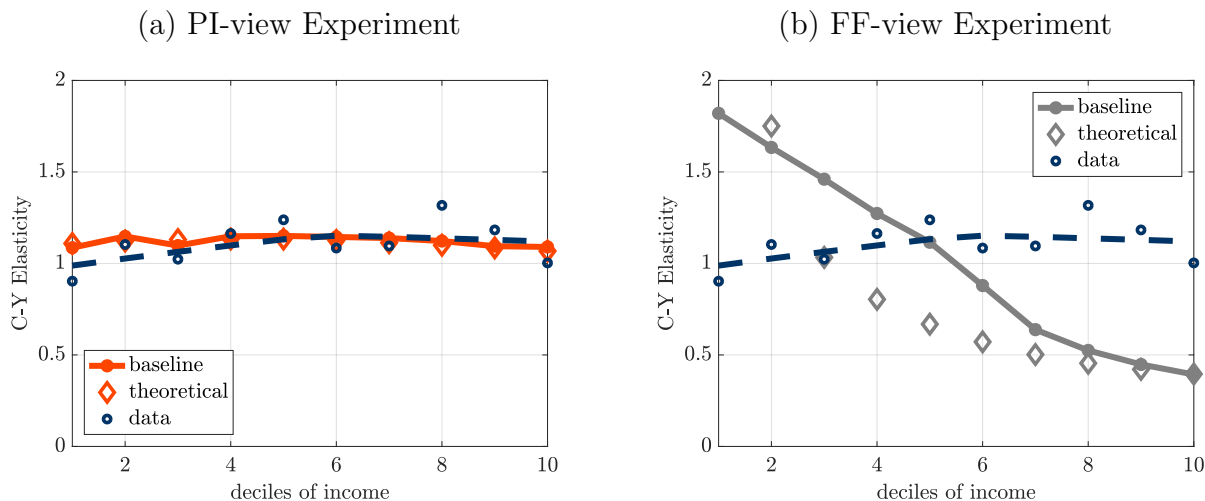 (a) PI-view Experiment
2
1.5
1
0.5
0
C-Y Elasticity
baseline
theoretical
data
2 4 6 8 10
deciles of income
(b) FF-view Experiment
2
1.5
1
0.5
0
C-Y Elasticity
baseline
theoretical
data
2 4 6 8 10
deciles of income